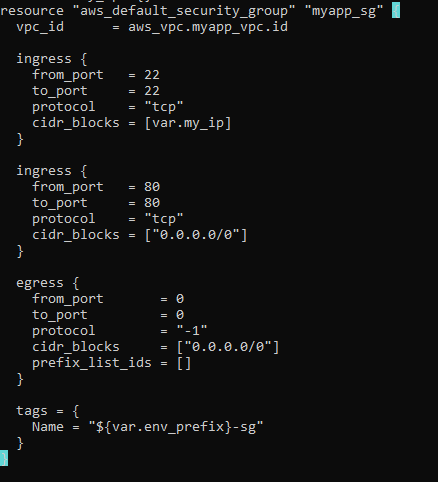 resource "aws_default_security_group" "myapp_sg" {
  vpc_id      = aws_vpc.myapp_vpc.id

  ingress {
    from_port   = 22
    to_port     = 22
    protocol    = "tcp"
    cidr_blocks = [var.my_ip]
  }

  ingress {
    from_port   = 80
    to_port     = 80
    protocol    = "tcp"
    cidr_blocks = ["0.0.0.0/0"]
  }

  egress {
    from_port       = 0
    to_port         = 0
    protocol        = "-1"
    cidr_blocks     = ["0.0.0.0/0"]
    prefix_list_ids = []
  }

  tags = {
    Name = "${var.env_prefix}-sg"
  }
}